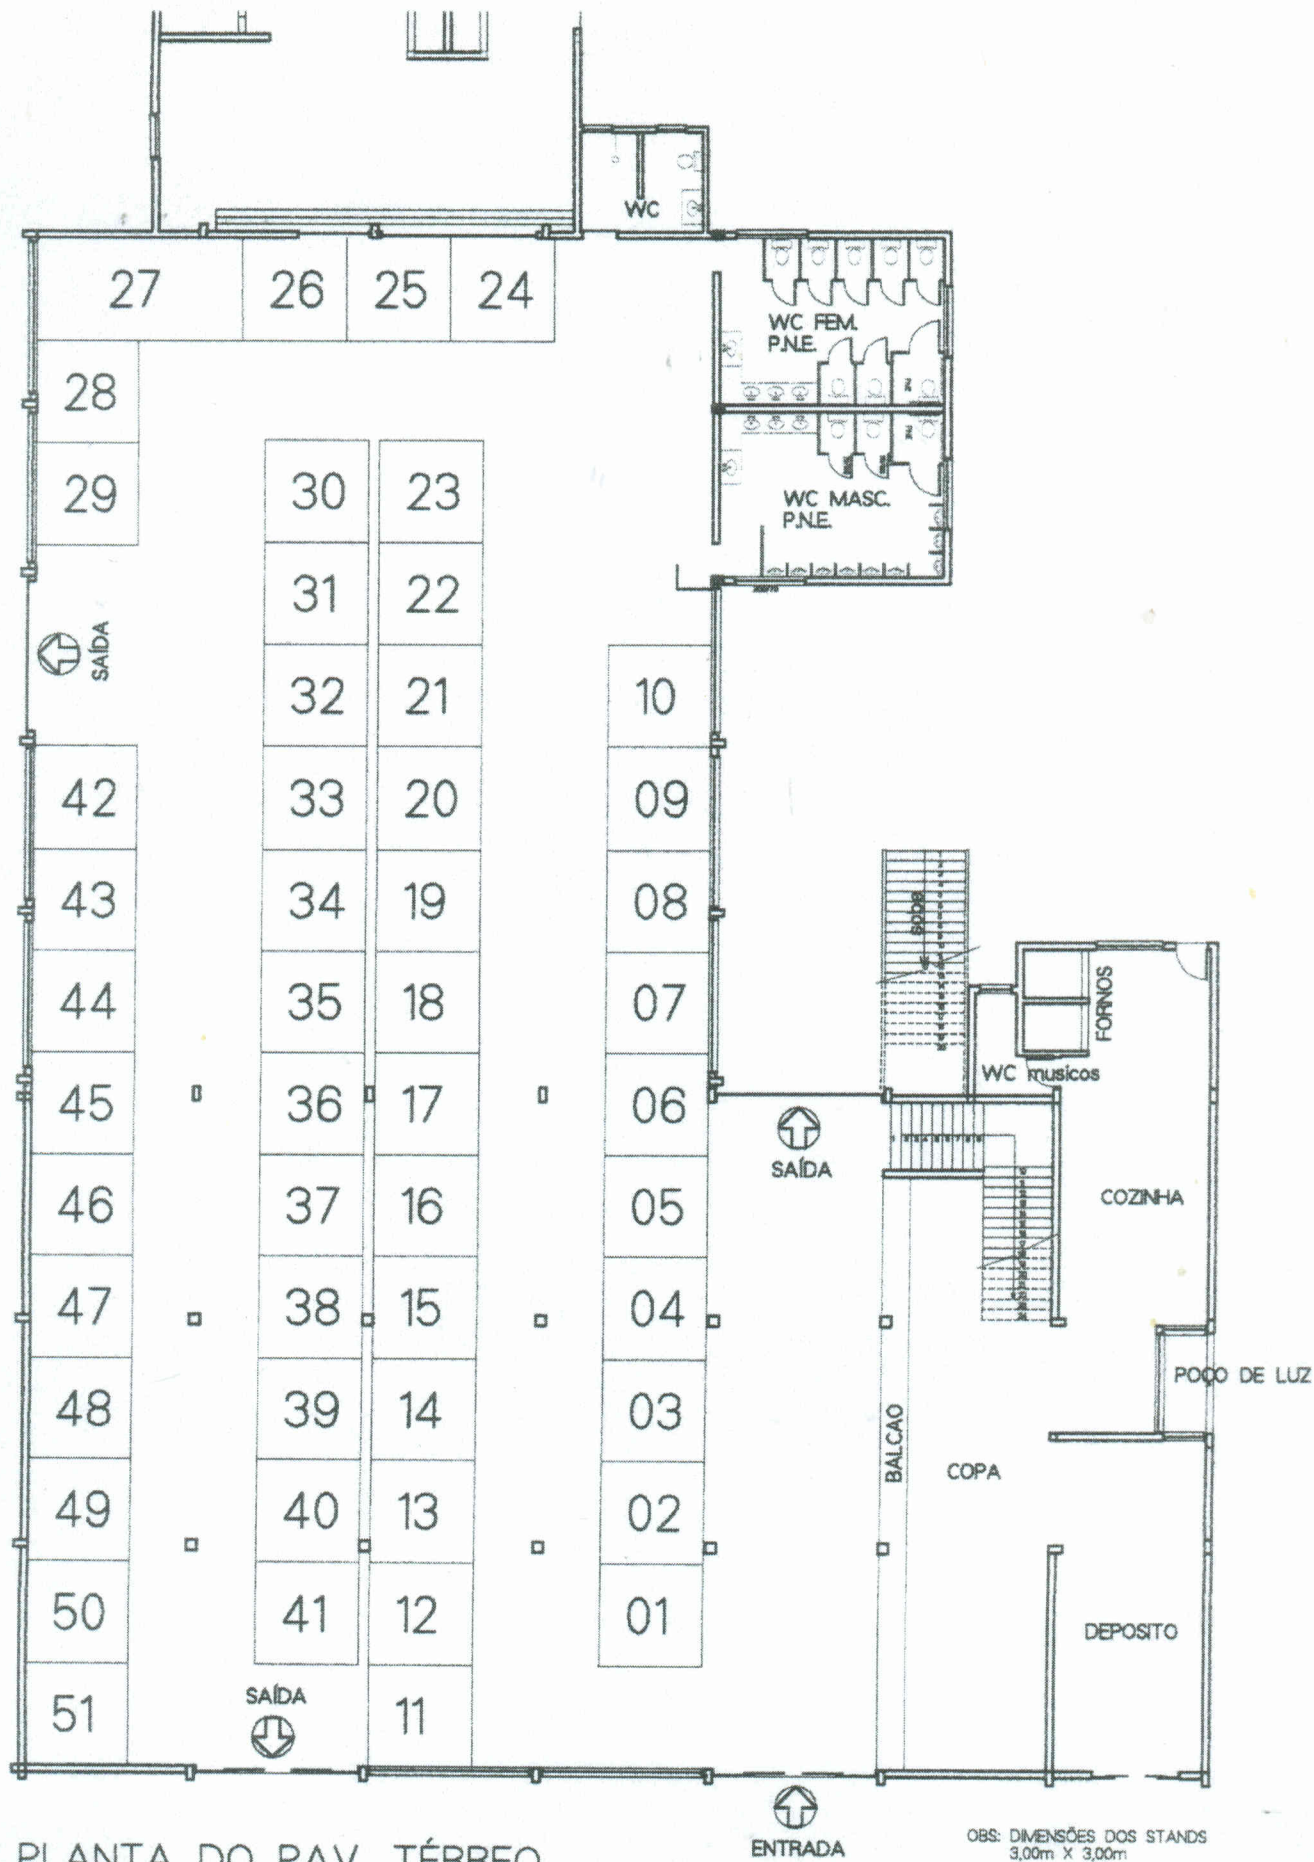 WC
27 26 25 24
WC FEM.
P.N.E.
28
29
30 23
WC MASC.
P.N.E.
31 22
SAÍDA
32 21 10
42 33 20 09
43 34 19 08
sobe
44 35 18 07
FORNOS
WC musicos
45 36 17 06
SAÍDA
46 37 16 05
COZINHA
47 38 15 04
POÇO DE LUZ
48 39 14 03
BALCAO
COPA
49 40 13 02
50 41 12 01
DEPOSITO
51 11
SAÍDA
ENTRADA
OBS: DIMENSÕES DOS STANDS
3,00m X 3,00m
PLANTA DO PAV. TÉRREO